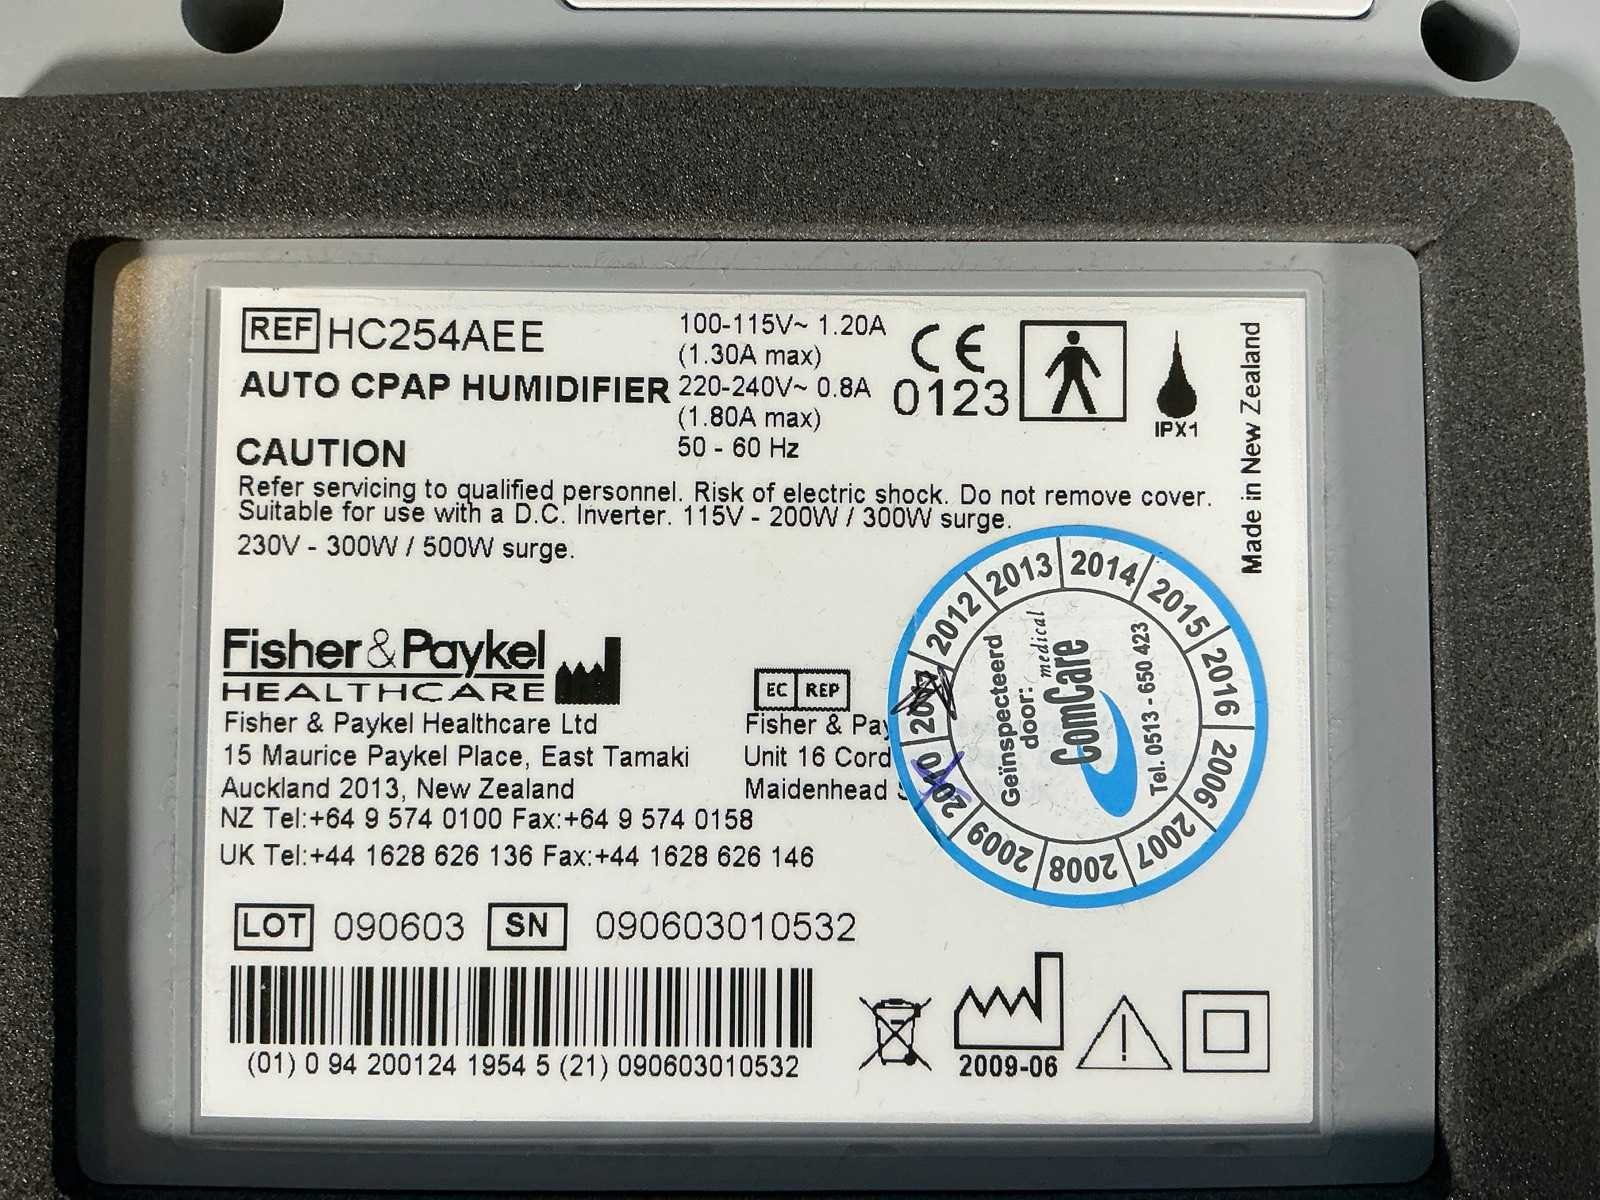 REF HC254AEE
AUTO CPAP HUMIDIFIER
100-115V~ 1.20A
(1.30A max)
220-240V~ 0.8A
(1.80A max)
50 - 60 Hz
CE
0123
IPX1
Made in New Zealand
CAUTION
Refer servicing to qualified personnel. Risk of electric shock. Do not remove cover.
Suitable for use with a D.C. Inverter. 115V - 200W / 300W surge.
230V - 300W / 500W surge.
Fisher & Paykel
HEALTHCARE
Fisher & Paykel Healthcare Ltd
15 Maurice Paykel Place, East Tamaki
Auckland 2013, New Zealand
NZ Tel:+64 9 574 0100 Fax:+64 9 574 0158
UK Tel:+44 1628 626 136 Fax:+44 1628 626 146
EC REP
Fisher & Pay
Unit 16 Cord
Maidenhead
2006
2007
2008
2009
2010
2012
2013
2014
2015
2016
Geïnspecteerd
door:
medical
ComCare
Tel. 0513 - 650 423
LOT 090603 SN 090603010532
(01) 0 94 200124 1954 5 (21) 090603010532
2009-06